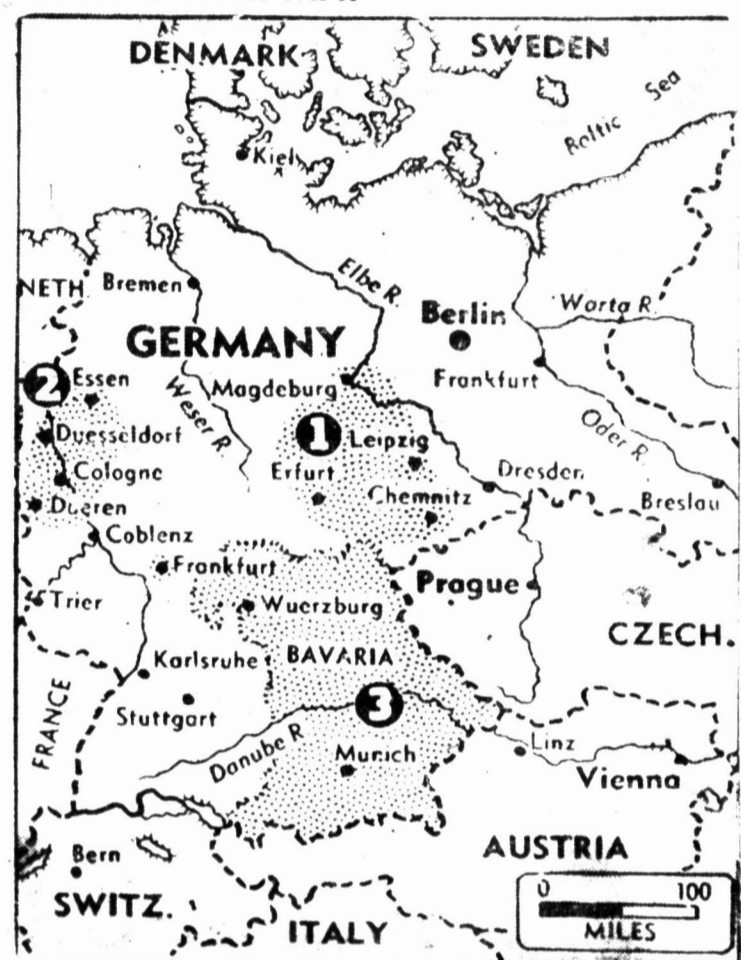 DENMARK
SWEDEN
Baltic Sea
Kiel
NETH.
Bremen
Elbe R.
Berlin
Warta R.
GERMANY
2
Essen
Magdeburg
Frankfurt
Weser R.
1
Leipzig
Oder R.
Duesseldorf
Cologne
Erfurt
Chemnitz
Dresden
Breslau
Dueren
Coblenz
Frankfurt
Prague
Trier
Wuerzburg
CZECH.
Karlsruhe
BAVARIA
FRANCE
Stuttgart
3
Danube R.
Munich
Linz
Vienna
Bern
AUSTRIA
SWITZ.
ITALY
0 100
MILES